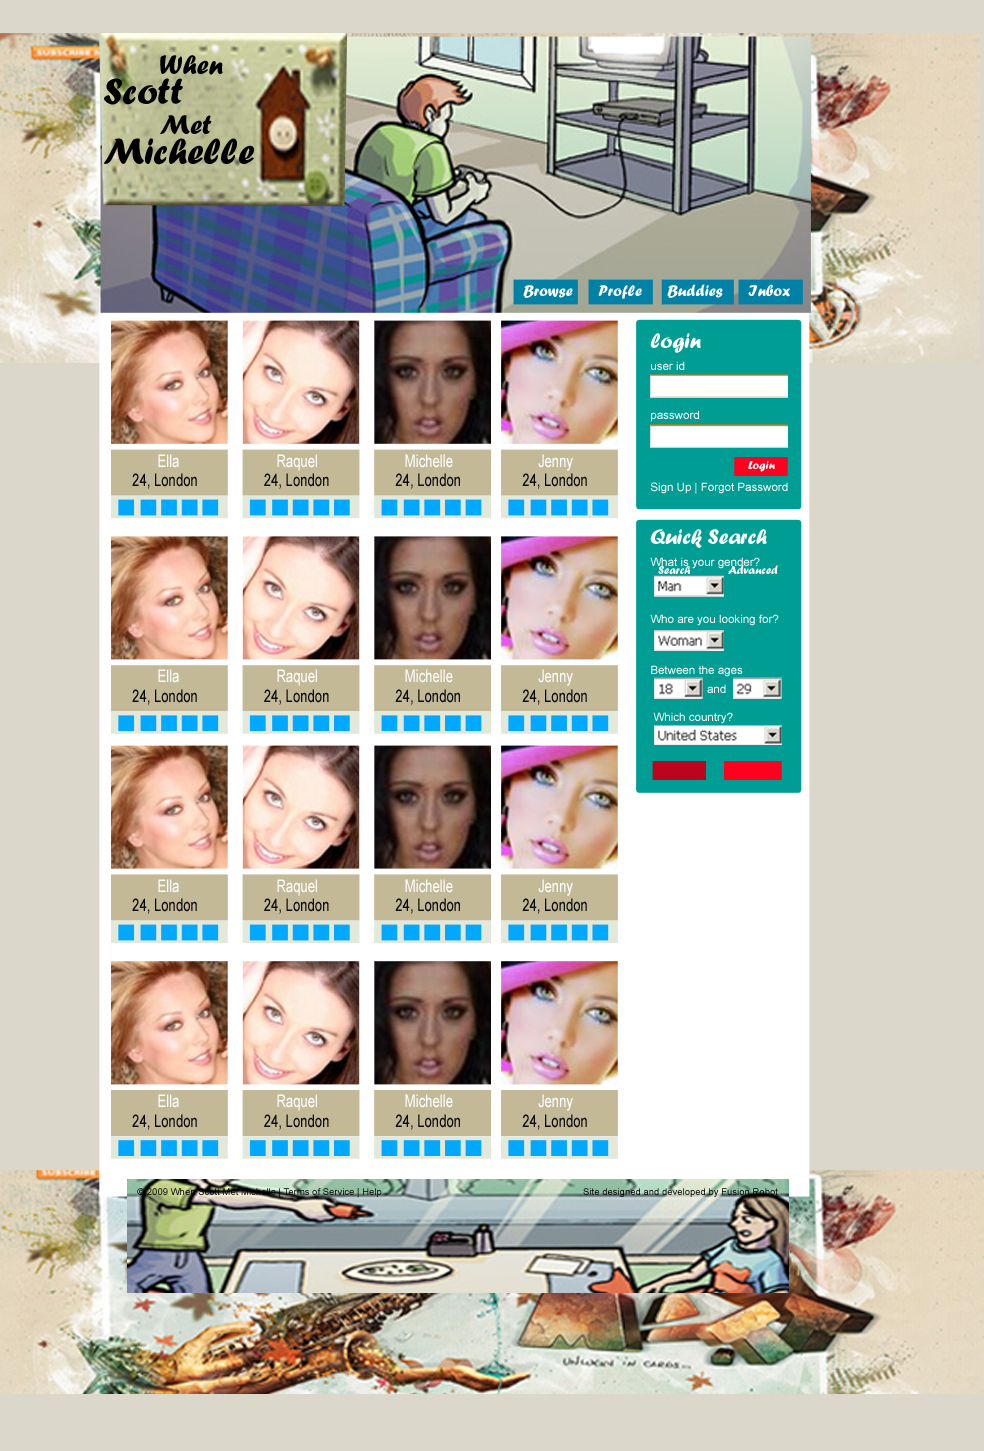 SUBSCRIBE
When
Scott
Met
Michelle
Browse
Profle
Buddies
Inbox
login
user id
password
Login
Sign Up | Forgot Password
Ella
24, London
Raquel
24, London
Michelle
24, London
Jenny
24, London
Quick Search
What is your gender?
Search
Advanced
Man
Who are you looking for?
Woman
Between the ages
18 and 29
Which country?
United States
Ella
24, London
Raquel
24, London
Michelle
24, London
Jenny
24, London
Ella
24, London
Raquel
24, London
Michelle
24, London
Jenny
24, London
Ella
24, London
Raquel
24, London
Michelle
24, London
Jenny
24, London
SUBSCRIBE
© 2009 When Scott Met Michelle | Terms of Service | Help
Site designed and developed by Fusion Robot
UNLUCKY IN CARDS...